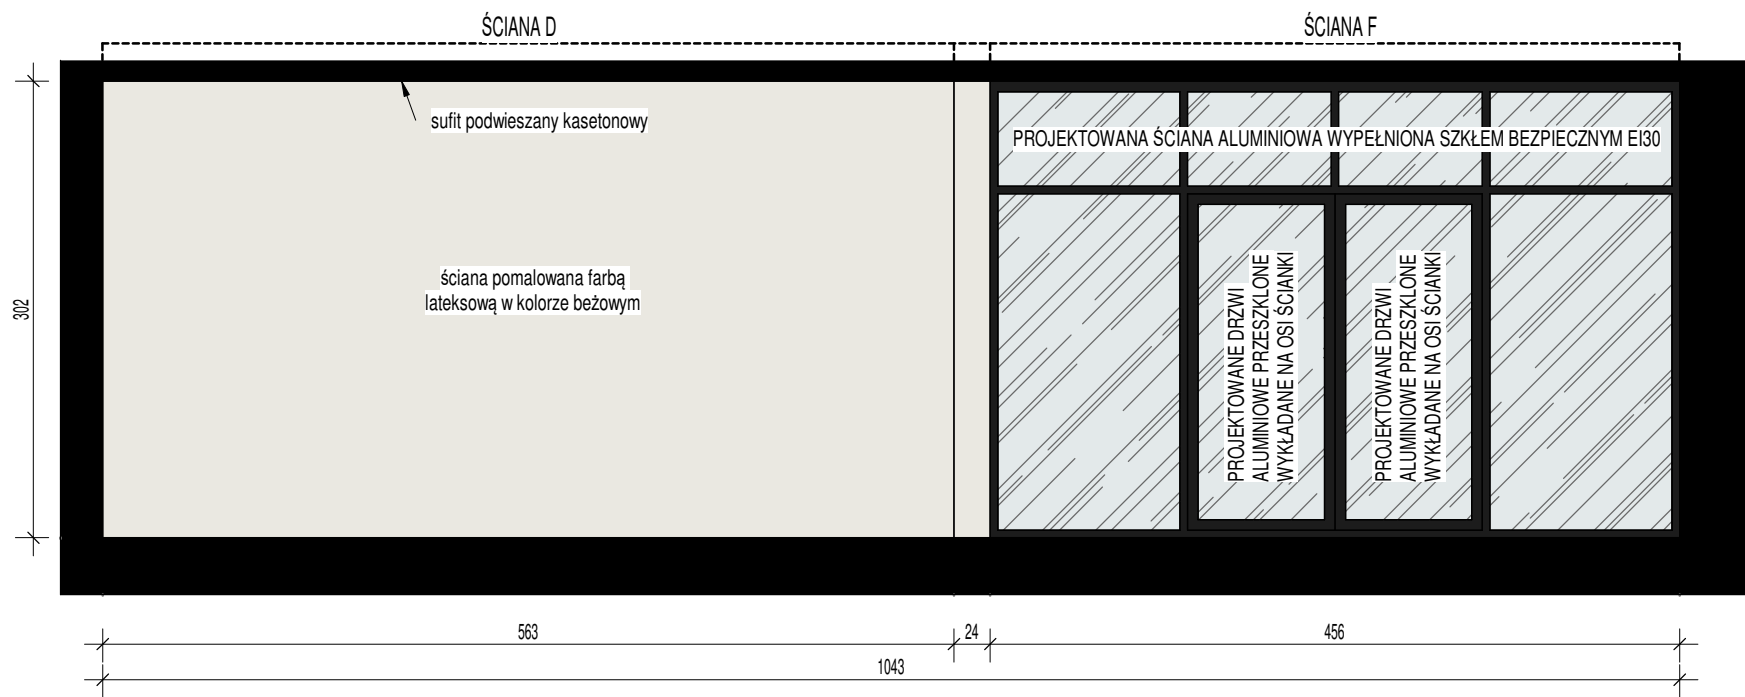 ŚCIANA D
ŚCIANA F
sufit podwieszany kasetonowy
PROJEKTOWANA ŚCIANA ALUMINIOWA WYPEŁNIONA SZKŁEM BEZPIECZNYM EI30
ściana pomalowana farbą
lateksową w kolorze beżowym
PROJEKTOWANE DRZWI
ALUMINIOWE PRZESZKLONE
WYKŁADANE NA OSI ŚCIANKI
PROJEKTOWANE DRZWI
ALUMINIOWE PRZESZKLONE
WYKŁADANE NA OSI ŚCIANKI
302
563
24
456
1043